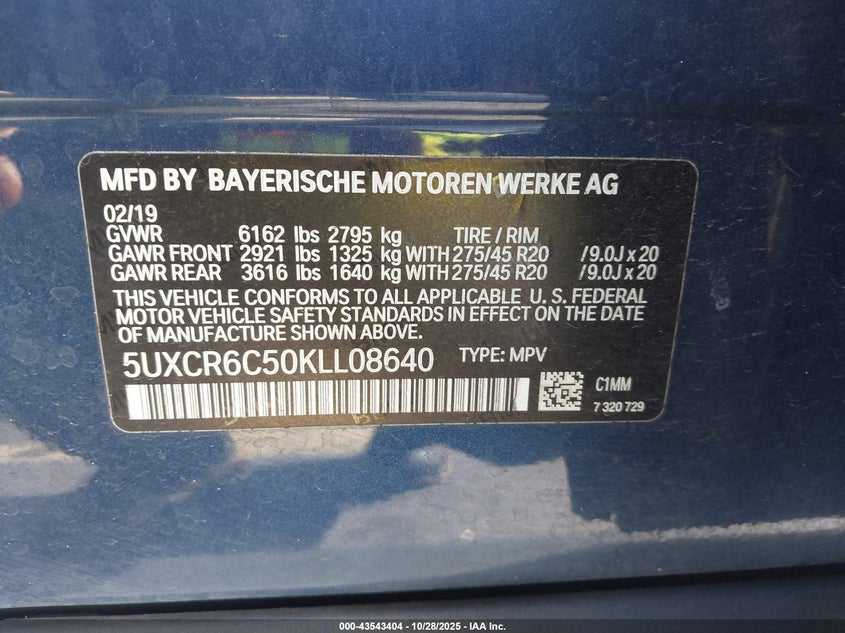 MFD BY BAYERISCHE MOTOREN WERKE AG
02/19
GVWR 6162 lbs 2795 kg TIRE / RIM
GAWR FRONT 2921 lbs 1325 kg WITH 275/45 R20 /9.0J x 20
GAWR REAR 3616 lbs 1640 kg WITH 275/45 R20 /9.0J x 20
THIS VEHICLE CONFORMS TO ALL APPLICABLE U. S. FEDERAL
MOTOR VEHICLE SAFETY STANDARDS IN EFFECT ON THE DATE
OF MANUFACTURE SHOWN ABOVE.
5UXCR6C50KLL08640 TYPE: MPV
C1MM
7 320 729
000-43543404 | 10/28/2025 - IAA Inc.